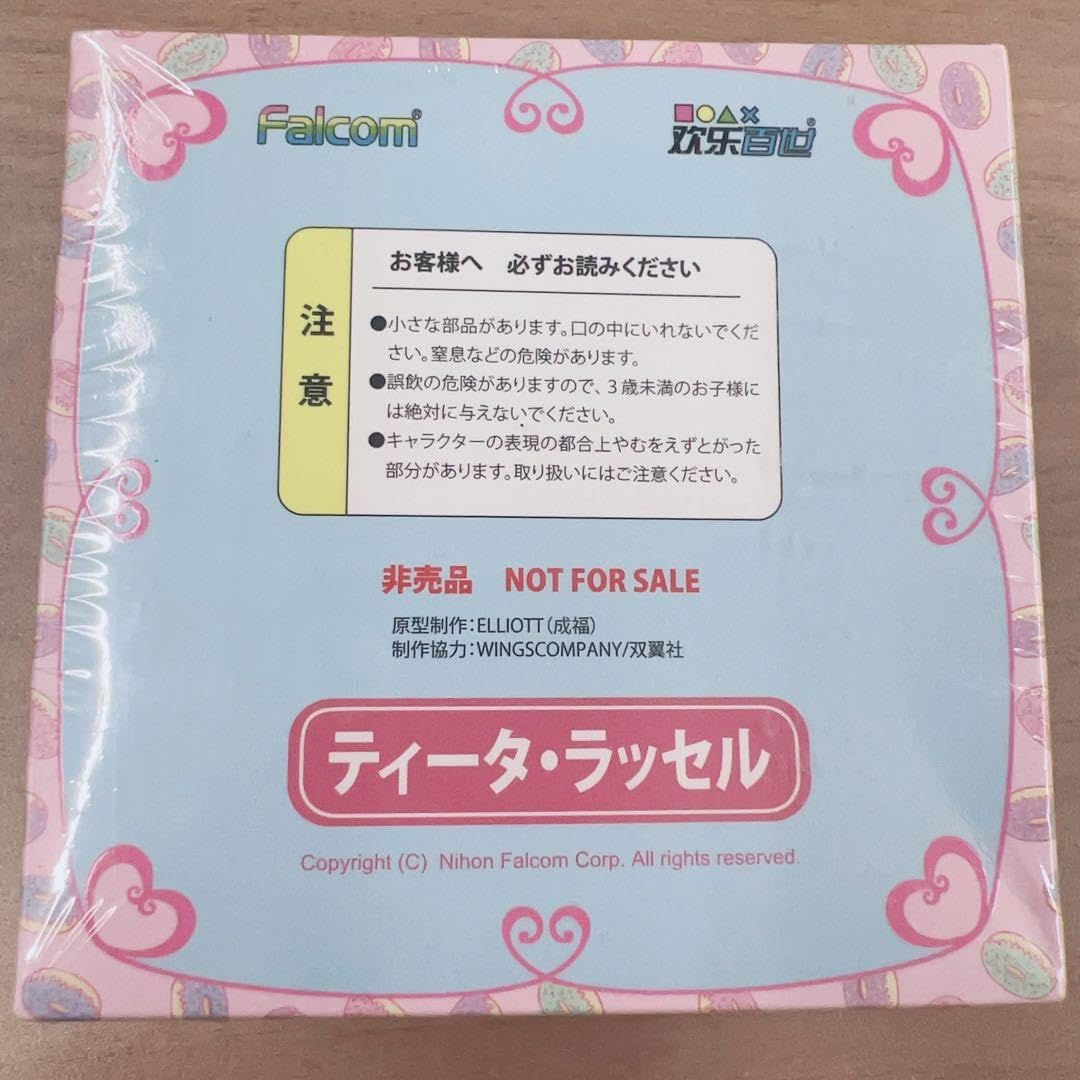 Falcom®
欢乐百世®
注意
お客様へ 必ずお読みください
●小さな部品があります。口の中にいれないでくだ
さい。窒息などの危険があります。
●誤飲の危険がありますので、3歳未満のお子様に
は絶対に与えないでください。
●キャラクターの表現の都合上やむをえずとがった
部分があります。取り扱いにはご注意ください。
非売品 NOT FOR SALE
原型制作:ELLIOTT(成福)
制作協力:WINGSCOMPANY/双翼社
ティータ・ラッセル
Copyright (C) Nihon Falcom Corp. All rights reserved.